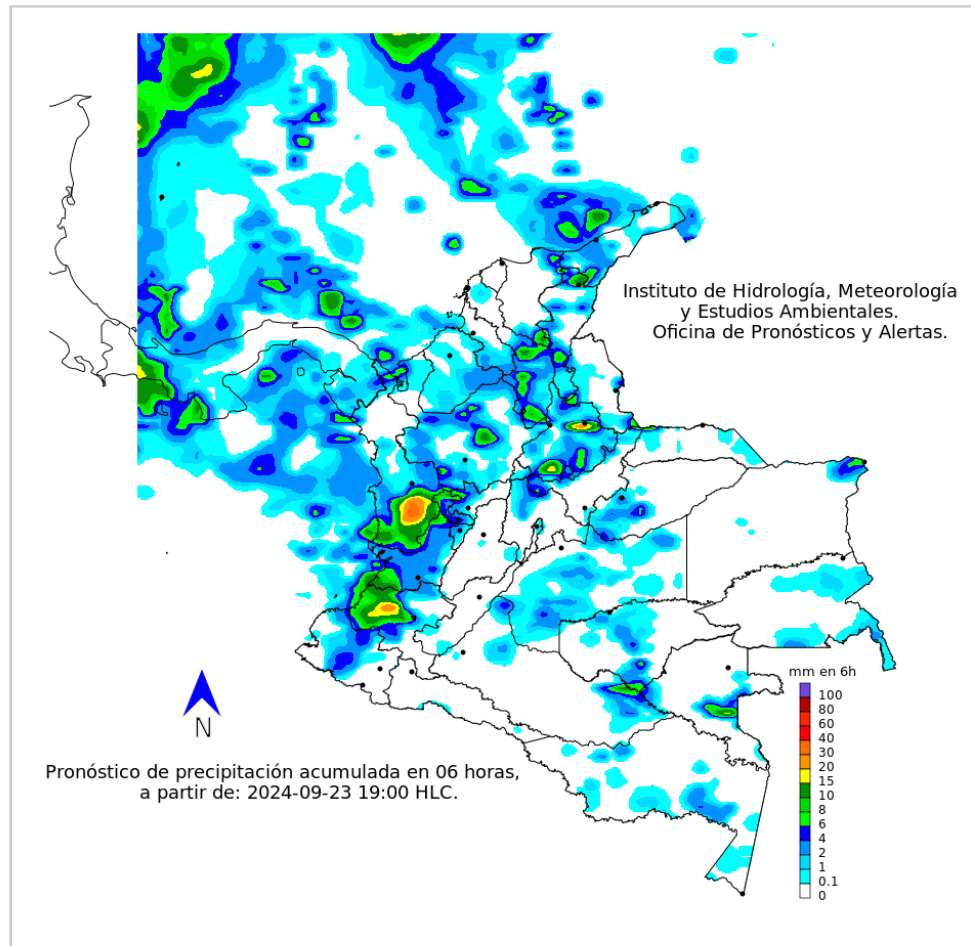 Instituto de Hidrología, Meteorología
y Estudios Ambientales.
Oficina de Pronósticos y Alertas.
mm en 6h
100
80
60
40
30
20
15
10
8
6
4
2
1
0.1
0
N
Pronóstico de precipitación acumulada en 06 horas,
a partir de: 2024-09-23 19:00 HLC.